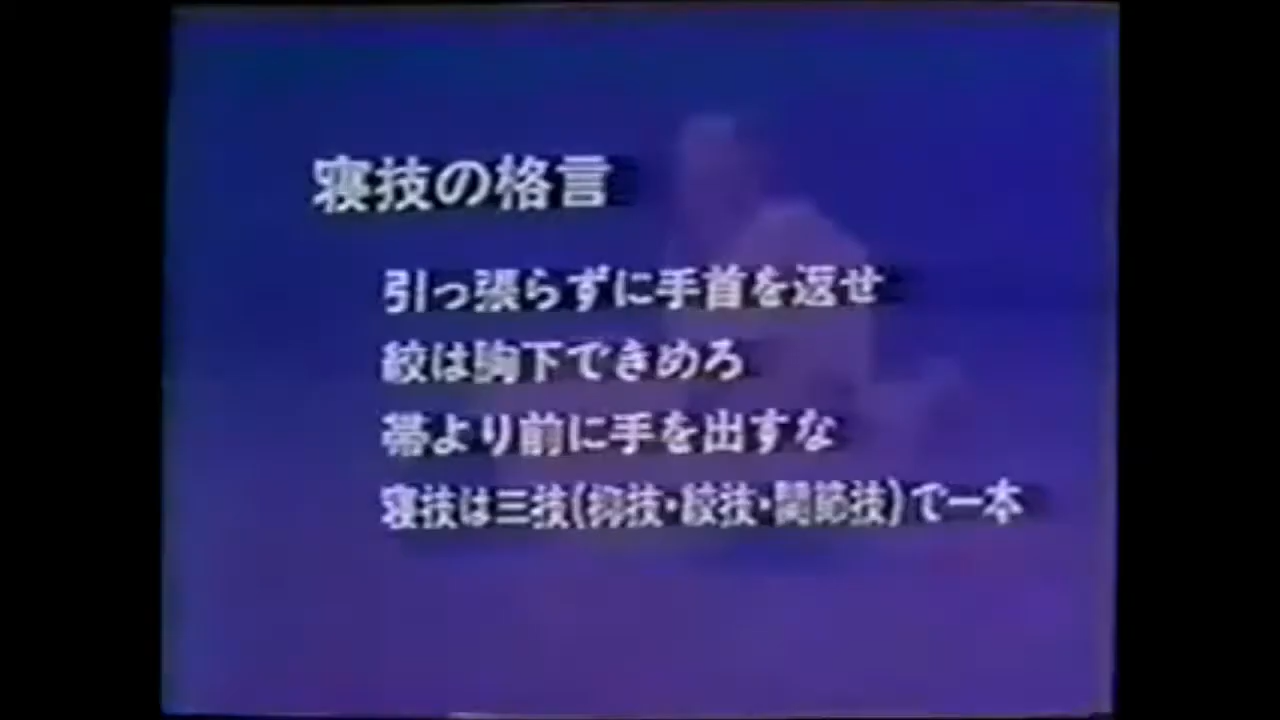 寝技の格言
引っ張らずに手首を返せ
絞は胸下できめろ
帯より前に手を出すな
寝技は三技(抑技・絞技・関節技)で一本